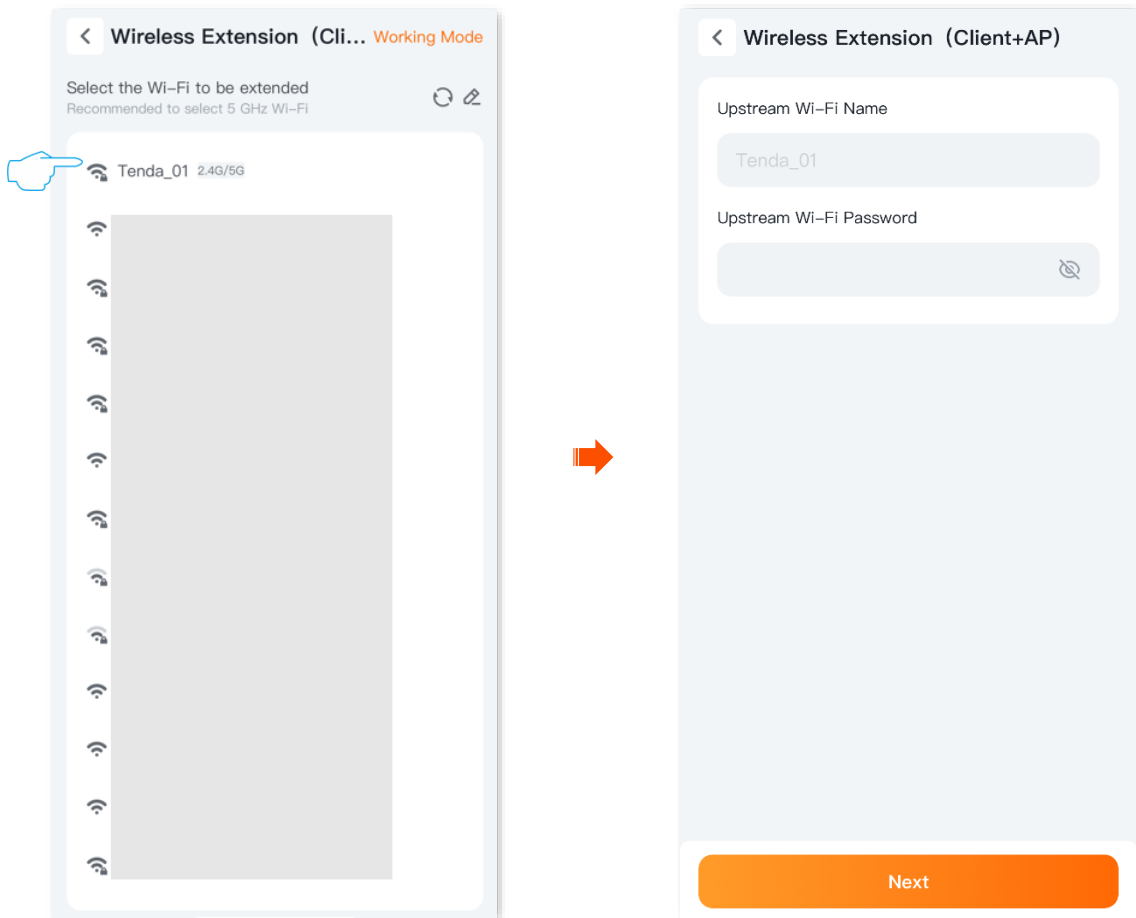 Wireless Extension（Cli... Working Mode
Select the Wi-Fi to be extended
Recommended to select 5 GHz Wi-Fi
Tenda_01 2.4G/5G
Wireless Extension（Client+AP）
Upstream Wi-Fi Name
Tenda_01
Upstream Wi-Fi Password
Next